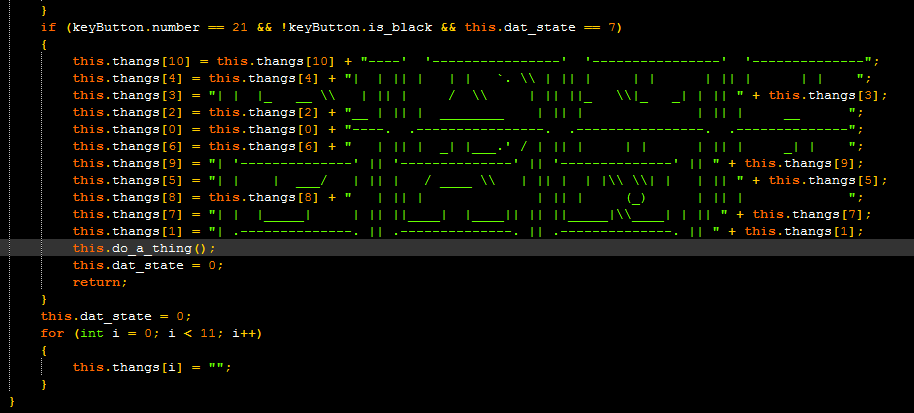 }
if (keyButton.number == 21 && !keyButton.is_black && this.dat_state == 7)
{
this.thangs[10] = this.thangs[10] + "----'  '----------------'  '----------------'  '--------------";
this.thangs[4] = this.thangs[4] + "|  | || |   | |   `. \\ | || |     | |      | || |      | |    ";
this.thangs[3] = "| |  |_   __ \\   | || |     /  \\     | || ||_   \\|_   _| | || " + this.thangs[3];
this.thangs[2] = this.thangs[2] + "__ | || |  ________    | || |              | || |     __      ";
this.thangs[0] = this.thangs[0] + "----.  .----------------.  .----------------.  .--------------";
this.thangs[6] = this.thangs[6] + "   | || |  _| |___.' / | || |     | |      | || |     _| |    ";
this.thangs[9] = "| '--------------' || '--------------' || '--------------' || " + this.thangs[9];
this.thangs[5] = "| |    |  ___/   | || |   / ____ \\   | || |  | |\\ \\| |   | || " + this.thangs[5];
this.thangs[8] = this.thangs[8] + "   | || |              | || |     (_)      | || |             ";
this.thangs[7] = "| |  |_____|     | || ||____|  |____|| || ||_____|\\____| | || " + this.thangs[7];
this.thangs[1] = "| .--------------. || .--------------. || .--------------. || " + this.thangs[1];
this.do_a_thing();
this.dat_state = 0;
return;
}
this.dat_state = 0;
for (int i = 0; i < 11; i++)
{
this.thangs[i] = "";
}
}